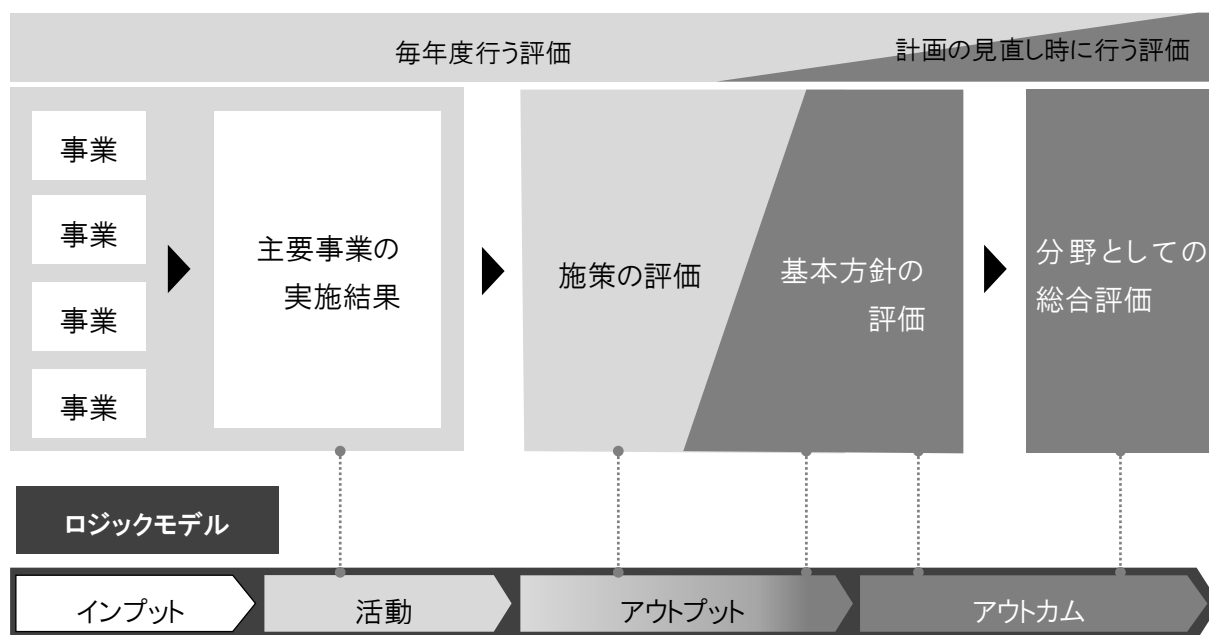 毎年度行う評価
計画の見直し時に行う評価
事業
事業
事業
事業
主要事業の
実施結果
施策の評価
基本方針の
評価
分野としての
総合評価
ロジックモデル
インプット
活動
アウトプット
アウトカム